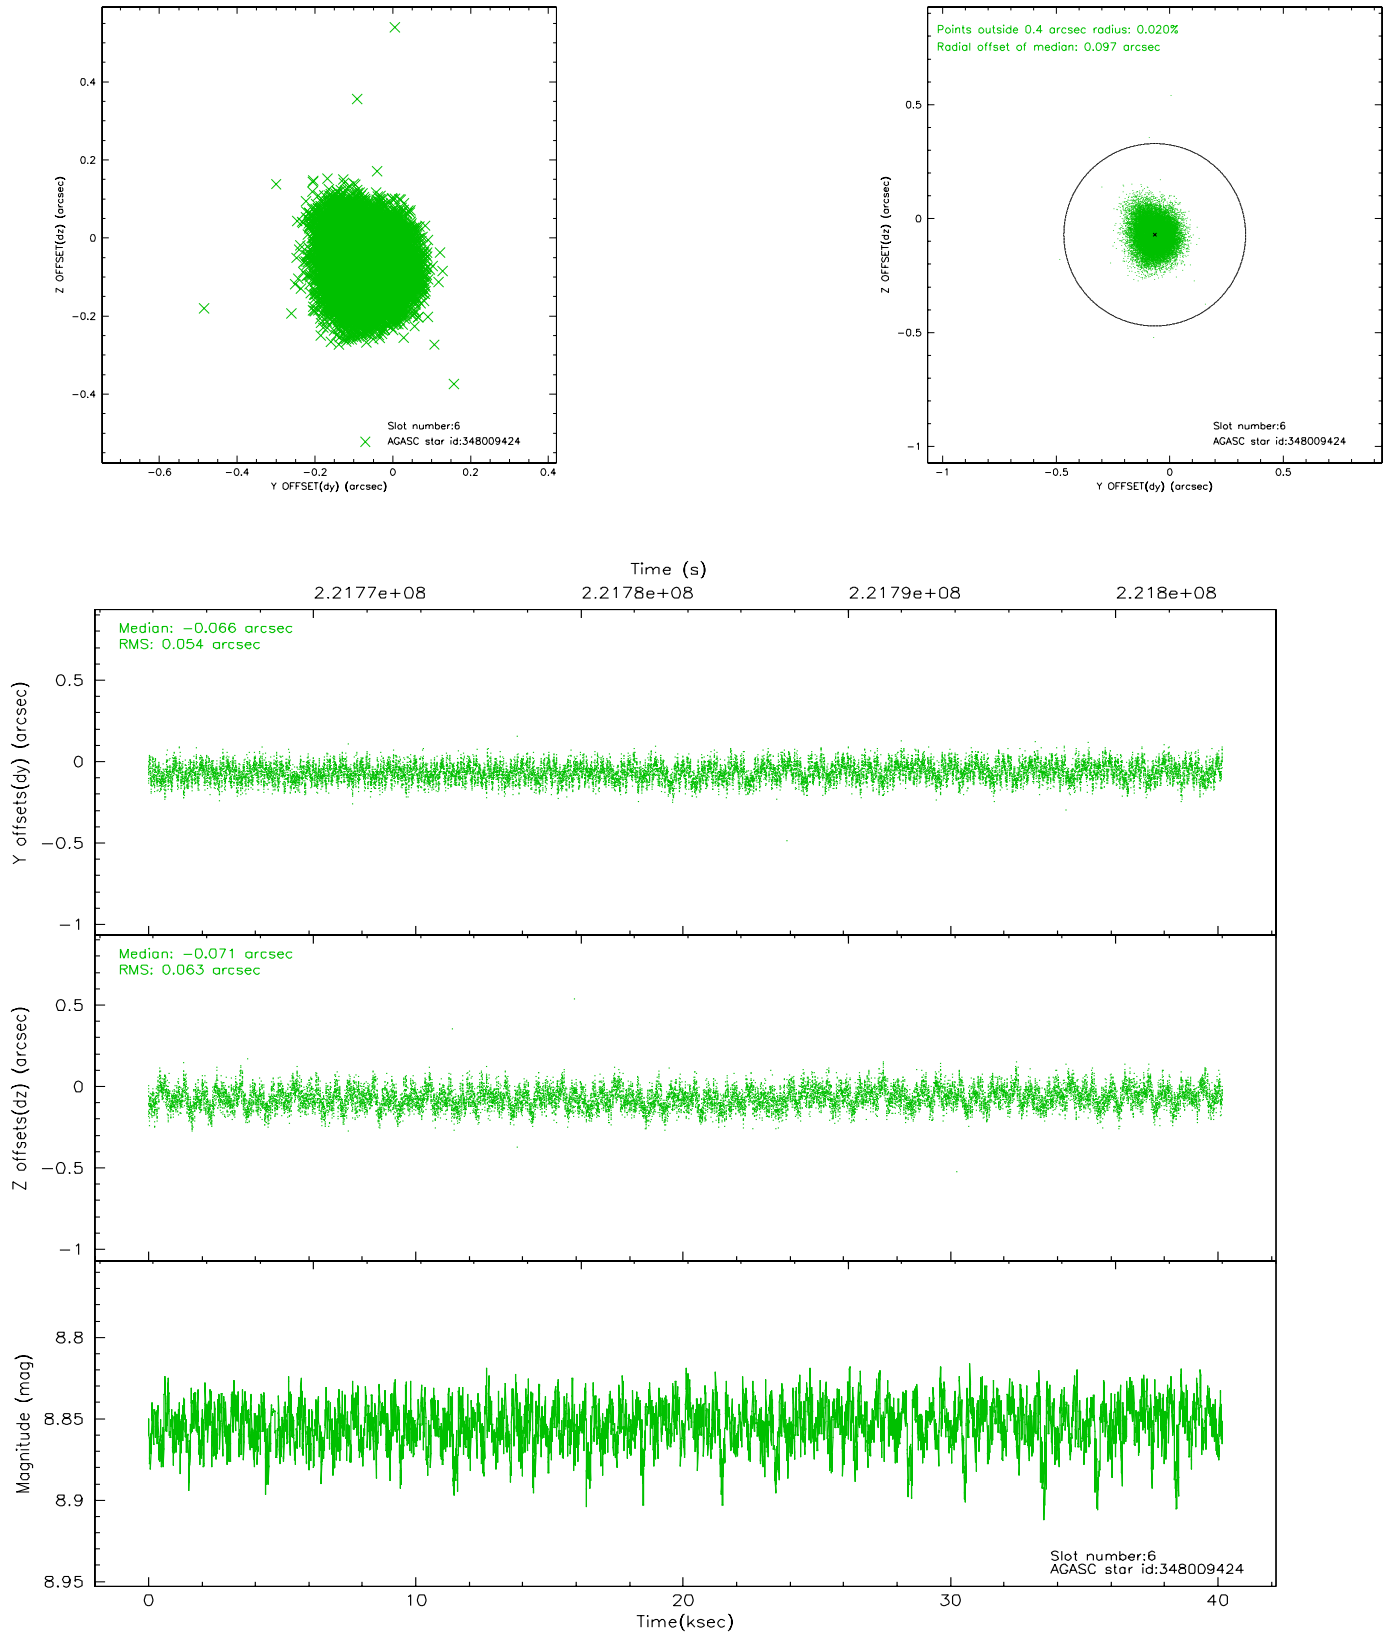 0.4
0.2
0
−0.2
−0.4
Z OFFSET(dz) (arcsec)
Slot number:6
AGASC star id:348009424
−0.6 −0.4 −0.2 0 0.2 0.4
Y OFFSET(dy) (arcsec)
Points outside 0.4 arcsec radius: 0.020%
Radial offset of median: 0.097 arcsec
0.5
0
−0.5
−1
Z OFFSET(dz) (arcsec)
Slot number:6
AGASC star id:348009424
−1 −0.5 0 0.5
Y OFFSET(dy) (arcsec)
Time (s)
2.2177e+08 2.2178e+08 2.2179e+08 2.218e+08
Median: −0.066 arcsec
RMS: 0.054 arcsec
0.5
0
−0.5
−1
Y offsets(dy) (arcsec)
Median: −0.071 arcsec
RMS: 0.063 arcsec
0.5
0
−0.5
−1
Z offsets(dz) (arcsec)
8.8
8.85
8.9
8.95
Magnitude (mag)
Slot number:6
AGASC star id:348009424
0 10 20 30 40
Time(ksec)